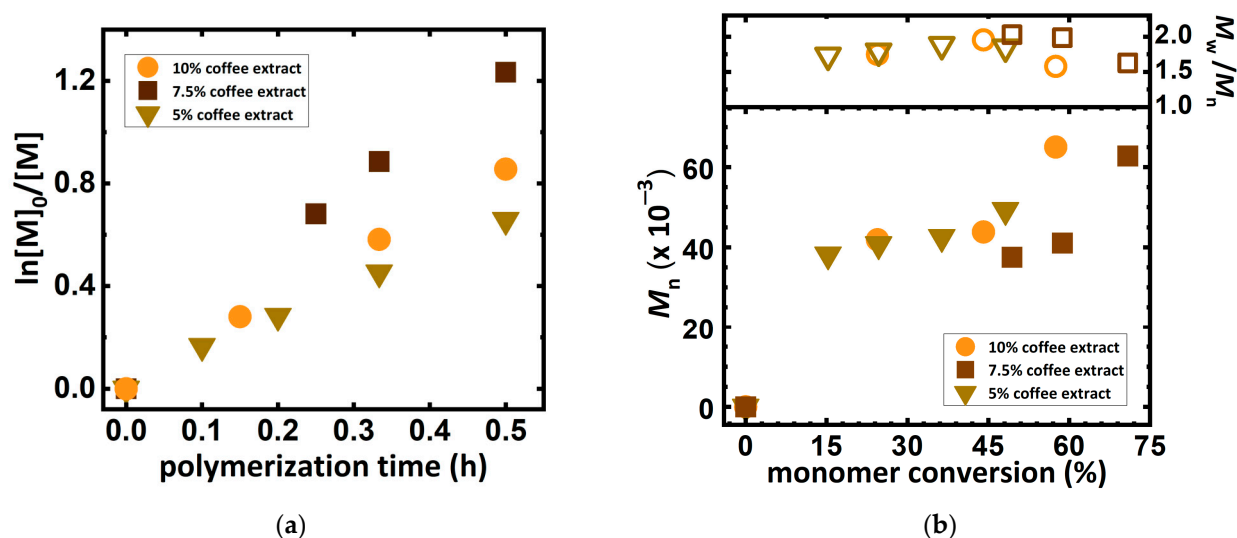 10% coffee extract
7.5% coffee extract
5% coffee extract
1.2
0.8
0.4
0.0
ln[M]₀/[M]
0.0 0.1 0.2 0.3 0.4 0.5
polymerization time (h)
(a)
2.0
1.5
1.0
Mw/Mn
60
40
20
0
Mn (x 10⁻³)
10% coffee extract
7.5% coffee extract
5% coffee extract
0 15 30 45 60 75
monomer conversion (%)
(b)